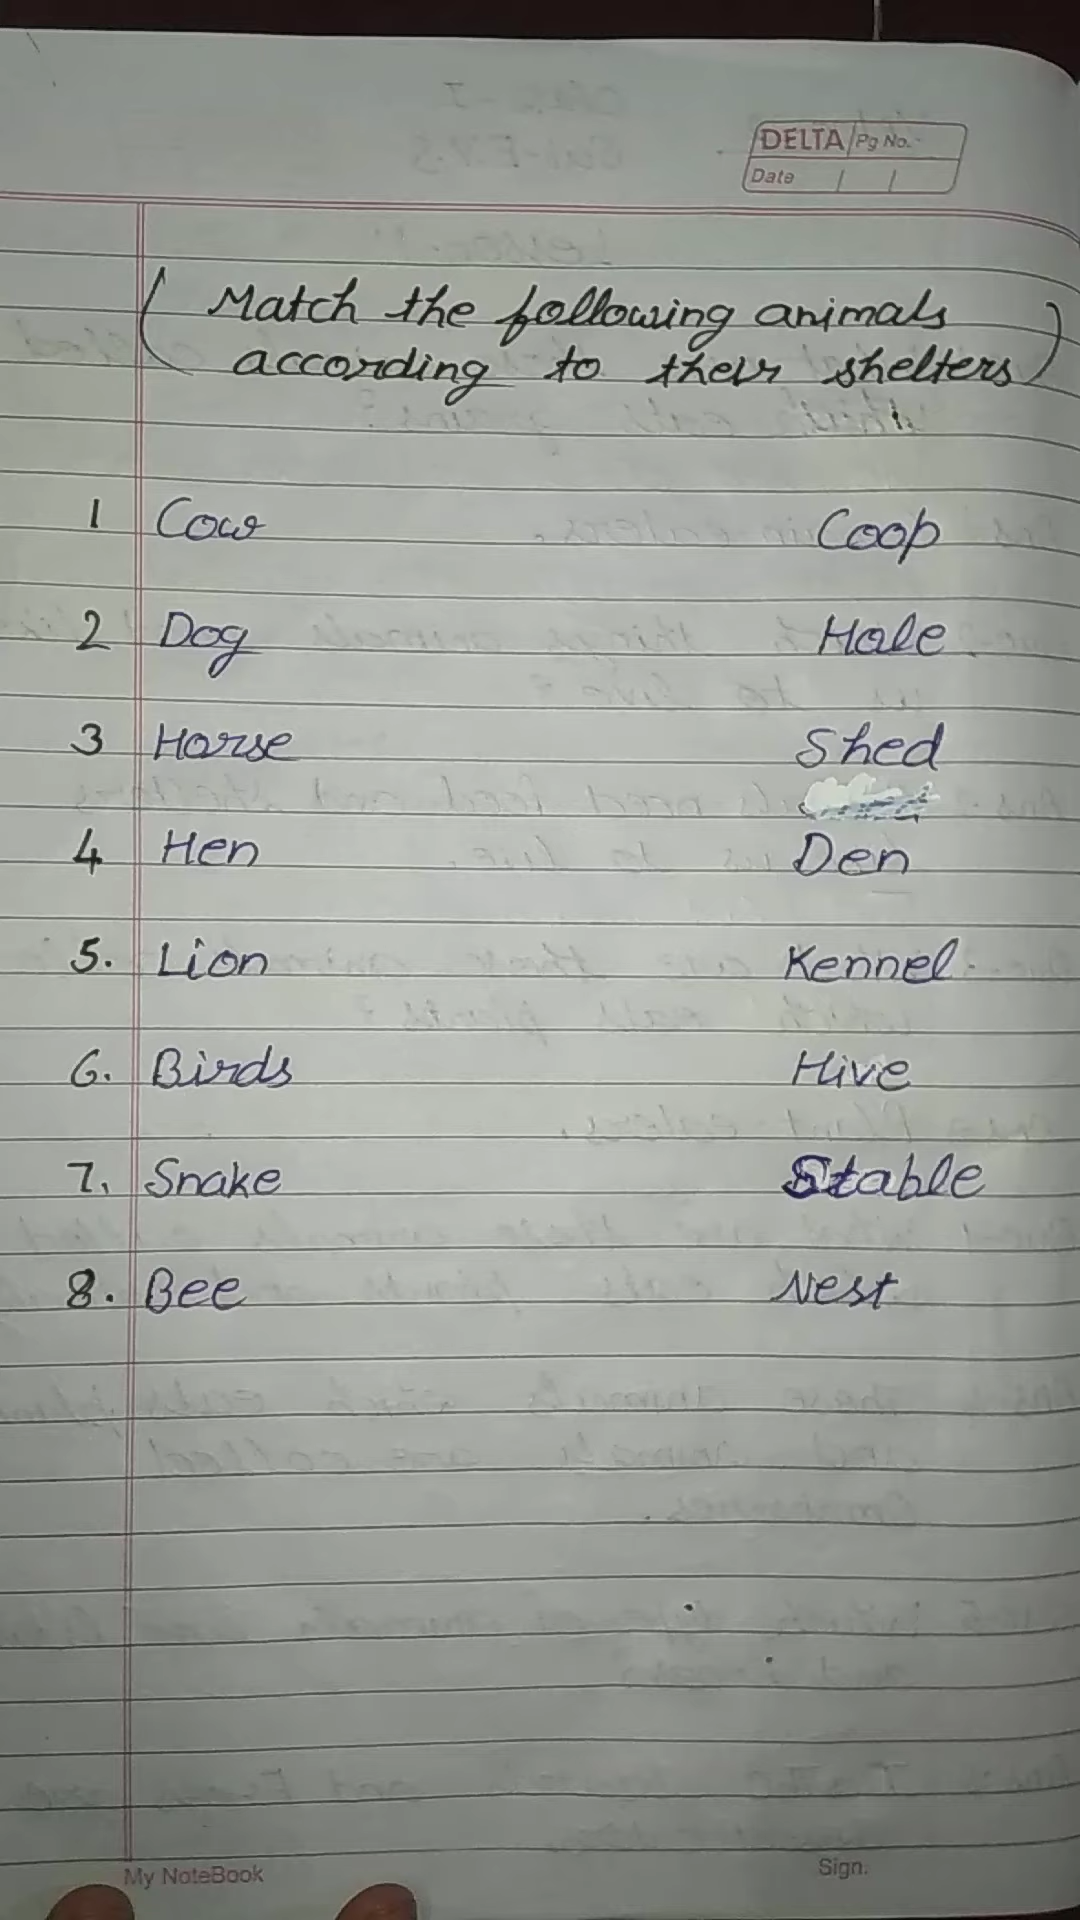 DELTA Pg No.
Date / /
Match the following animals
according to their shelters
1 Cow Coop
2 Dog Hole
3 Horse Shed
4 Hen Den
5. Lion Kennel
6. Birds Hive
7. Snake Stable
8. Bee Nest
My NoteBook Sign.